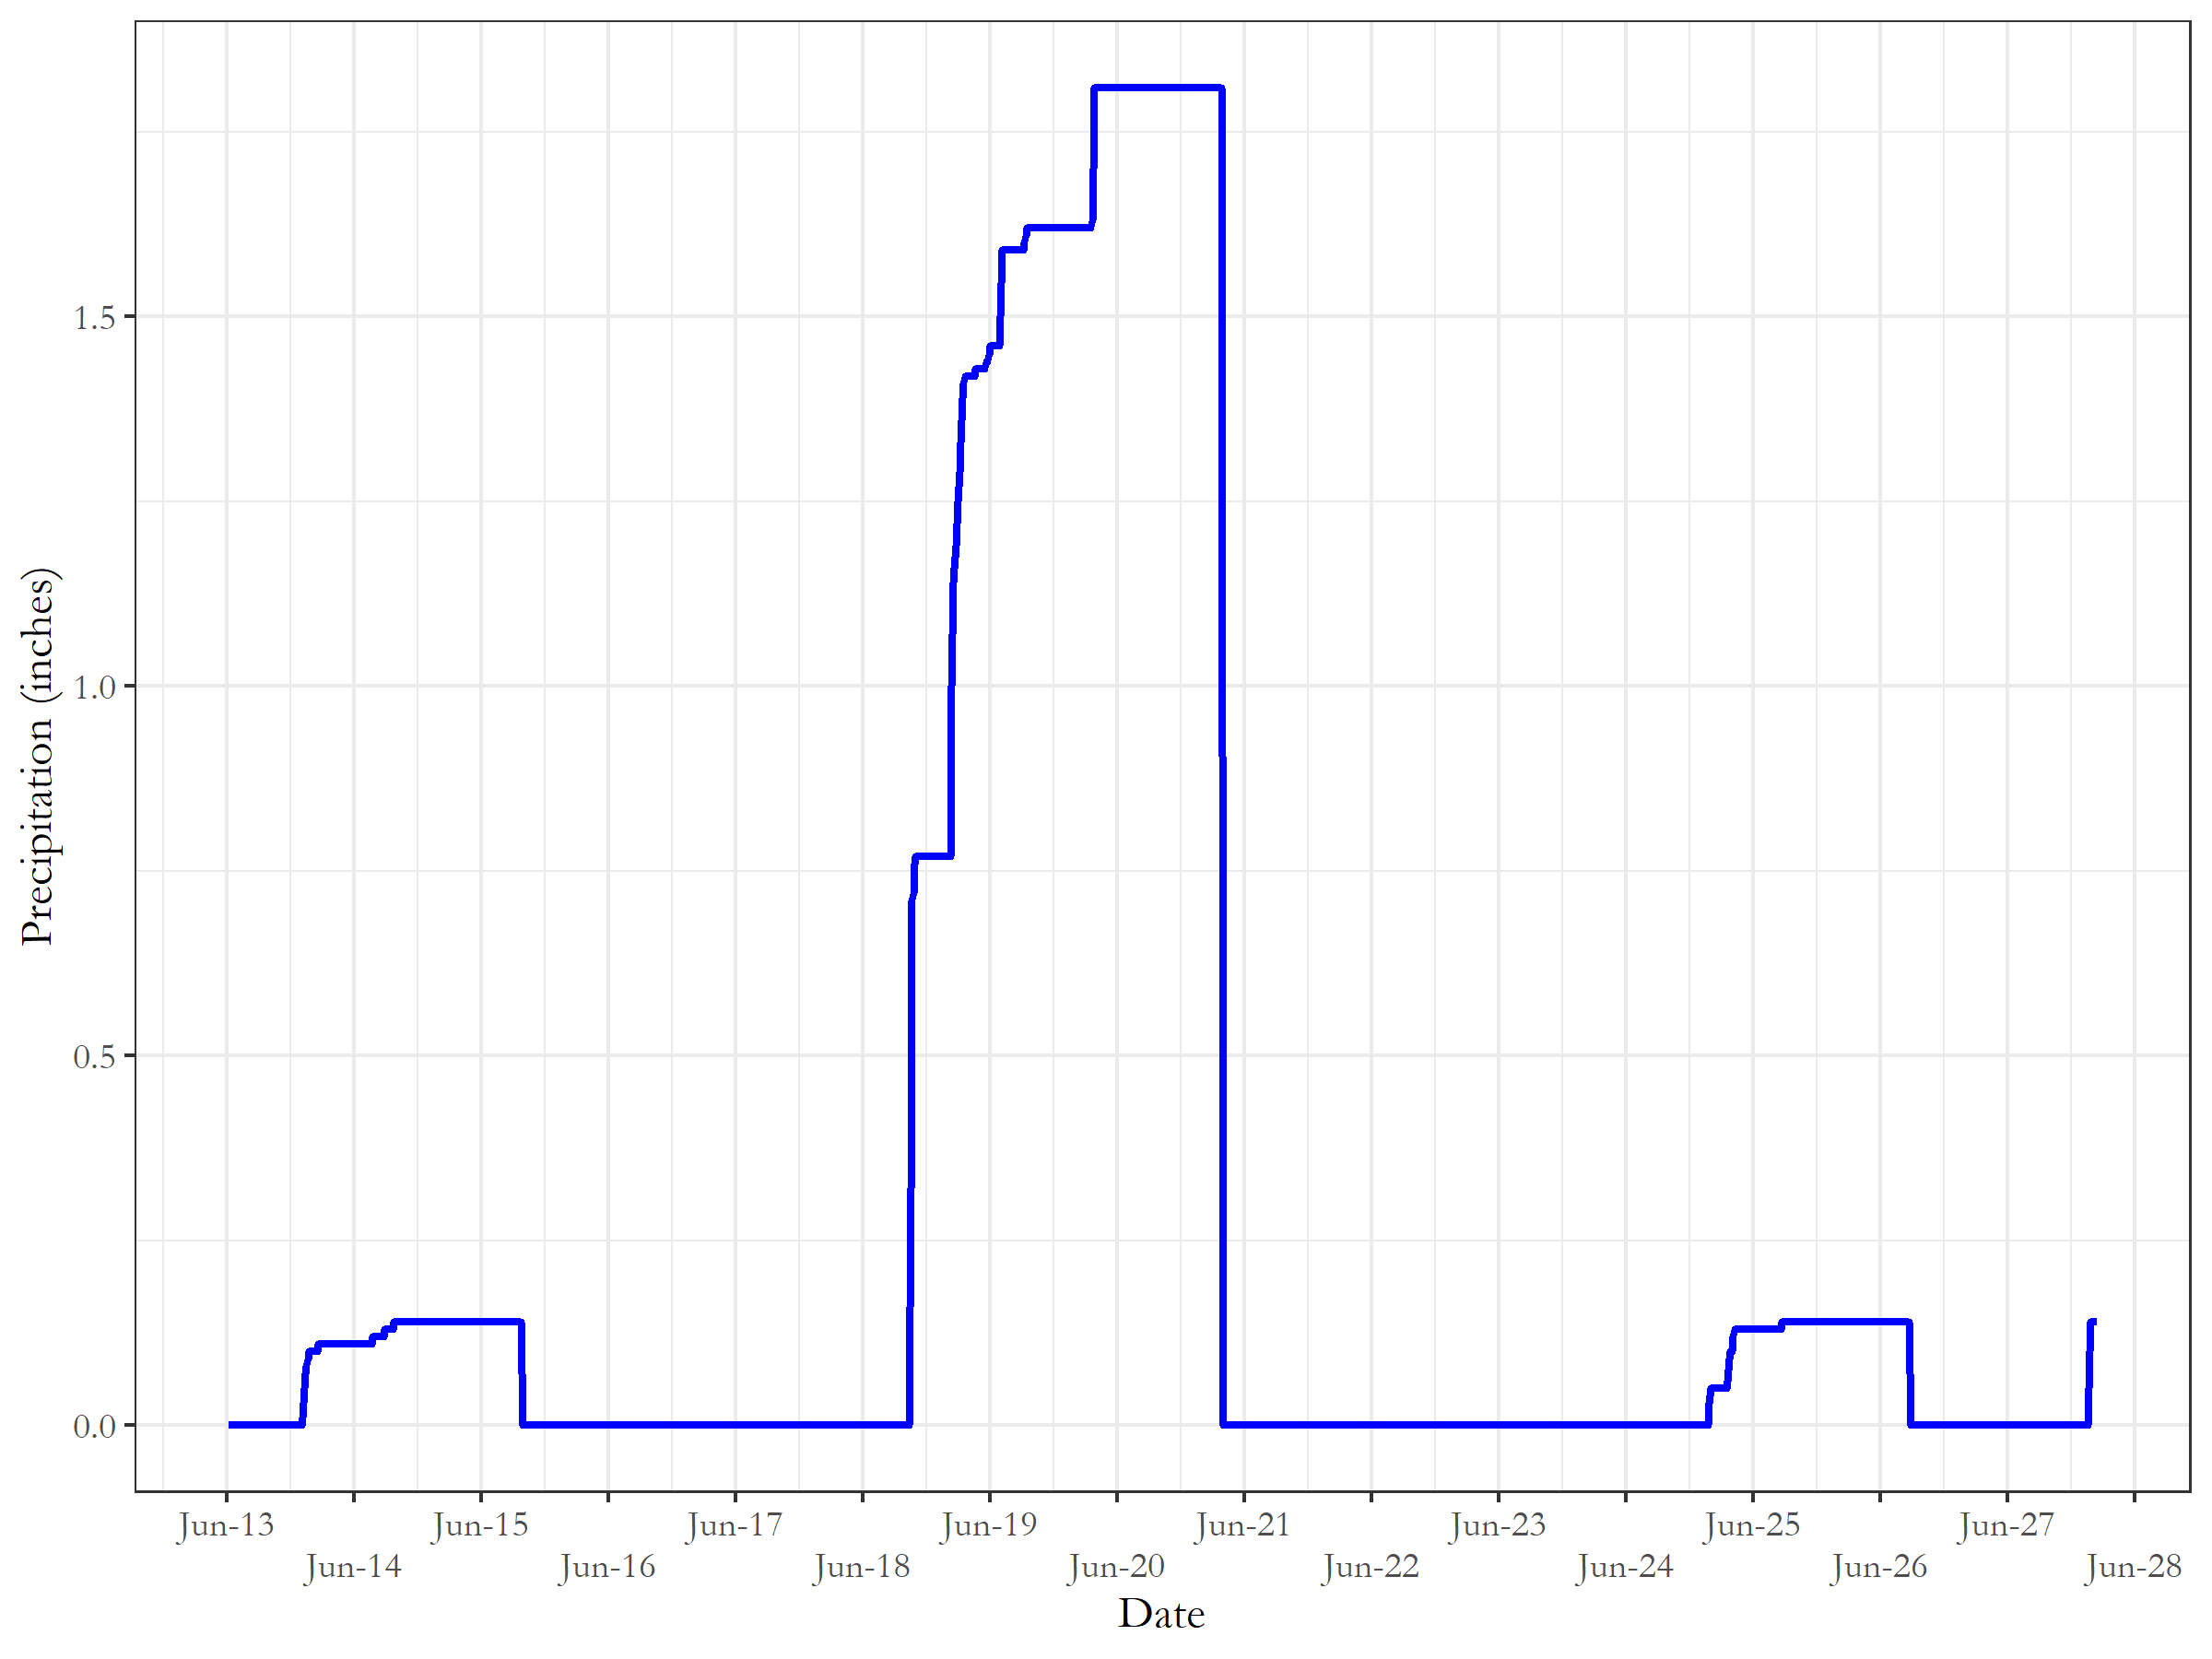 Precipitation (inches)
1.5
1.0
0.5
0.0
Jun-13 Jun-15 Jun-17 Jun-19 Jun-21 Jun-23 Jun-25 Jun-27
Jun-14 Jun-16 Jun-18 Jun-20 Jun-22 Jun-24 Jun-26 Jun-28
Date